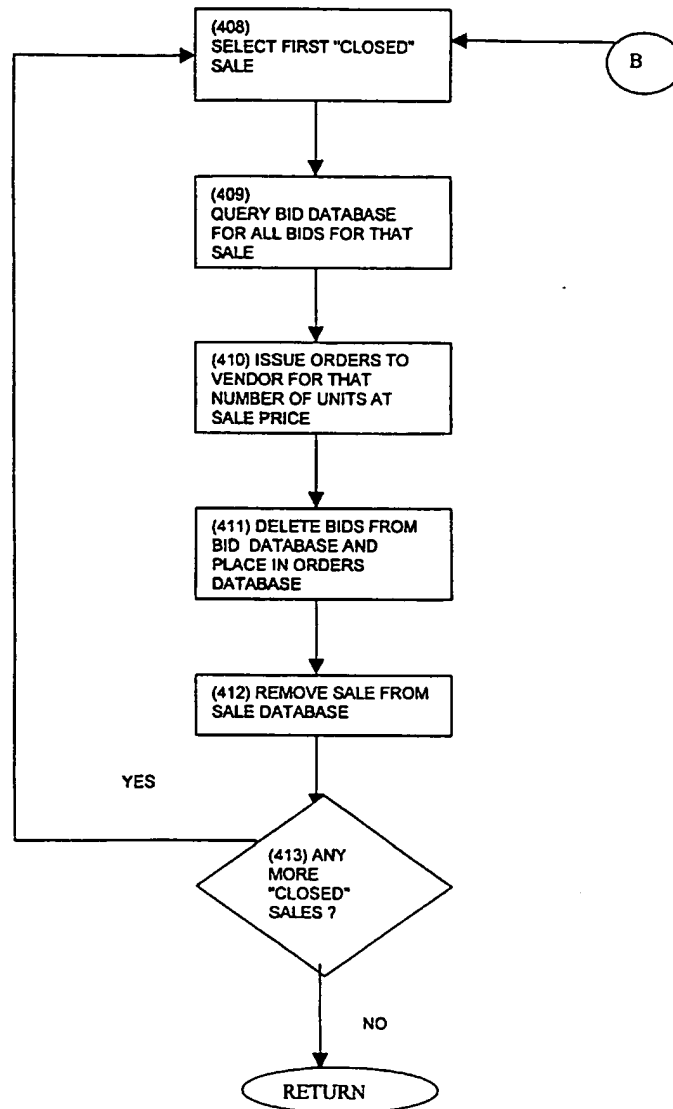 (408)
SELECT FIRST "CLOSED"
SALE
B
(409)
QUERY BID DATABASE
FOR ALL BIDS FOR THAT
SALE
(410) ISSUE ORDERS TO
VENDOR FOR THAT
NUMBER OF UNITS AT
SALE PRICE
(411) DELETE BIDS FROM
BID DATABASE AND
PLACE IN ORDERS
DATABASE
(412) REMOVE SALE FROM
SALE DATABASE
YES
(413) ANY
MORE
"CLOSED"
SALES ?
NO
RETURN